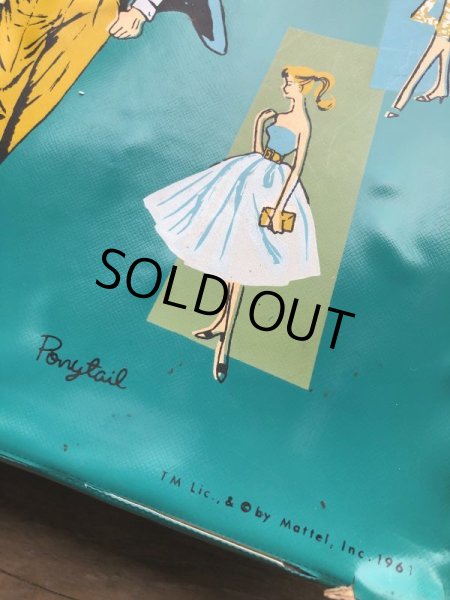 SOLD OUT
Ponytail
TM Lic., & © by Mattel, Inc. 1961